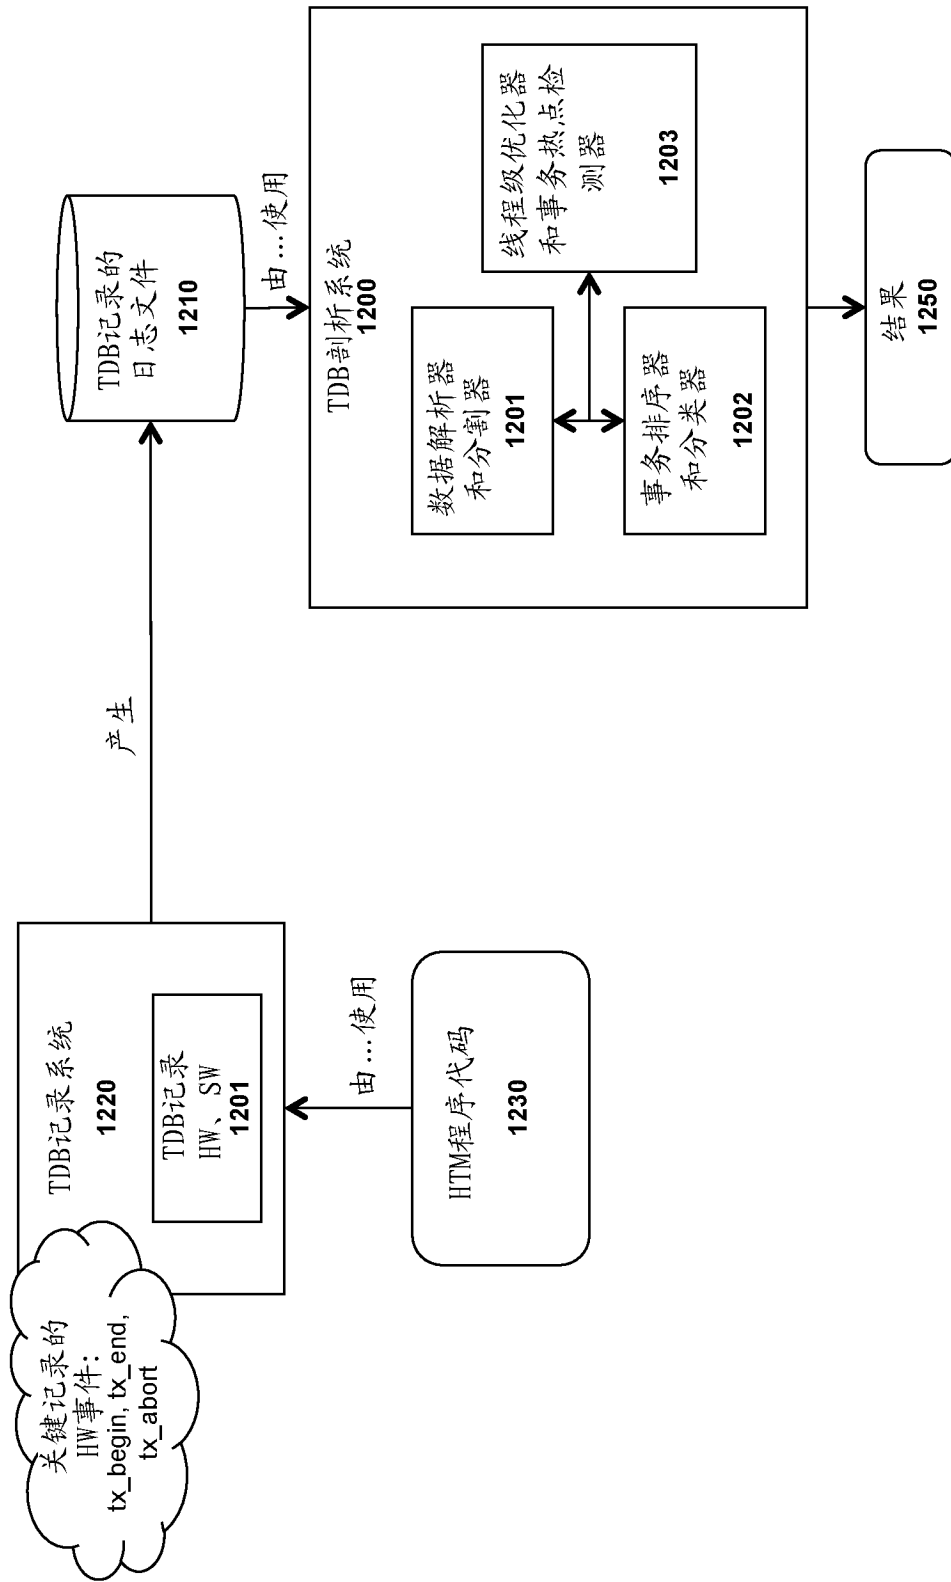 关键记录的
HW事件:
tx_begin, tx_end,
tx_abort
TDB记录系统
1220
TDB记录
HW、SW
1201
由...使用
HTM程序代码
1230
产生
TDB记录的
日志文件
1210
由...使用
TDB剖析系统
1200
数据解析器
和分割器
1201
事务排序器
和分类器
1202
线程级优化器
和事务热点检
测器
1203
结果
1250